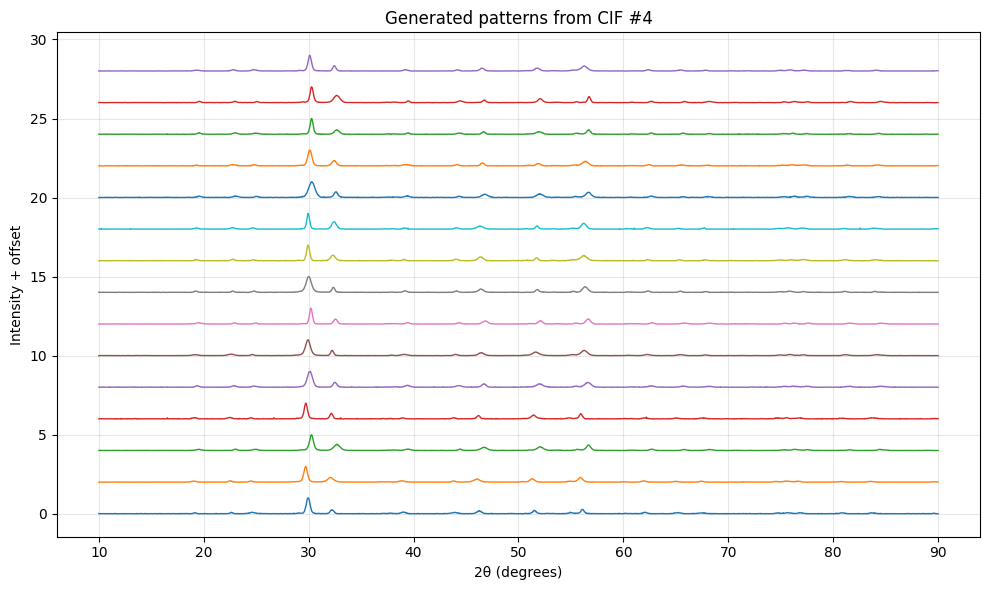 Generated patterns from CIF #4
Intensity + offset
30
25
20
15
10
5
0
10 20 30 40 50 60 70 80 90
2θ (degrees)